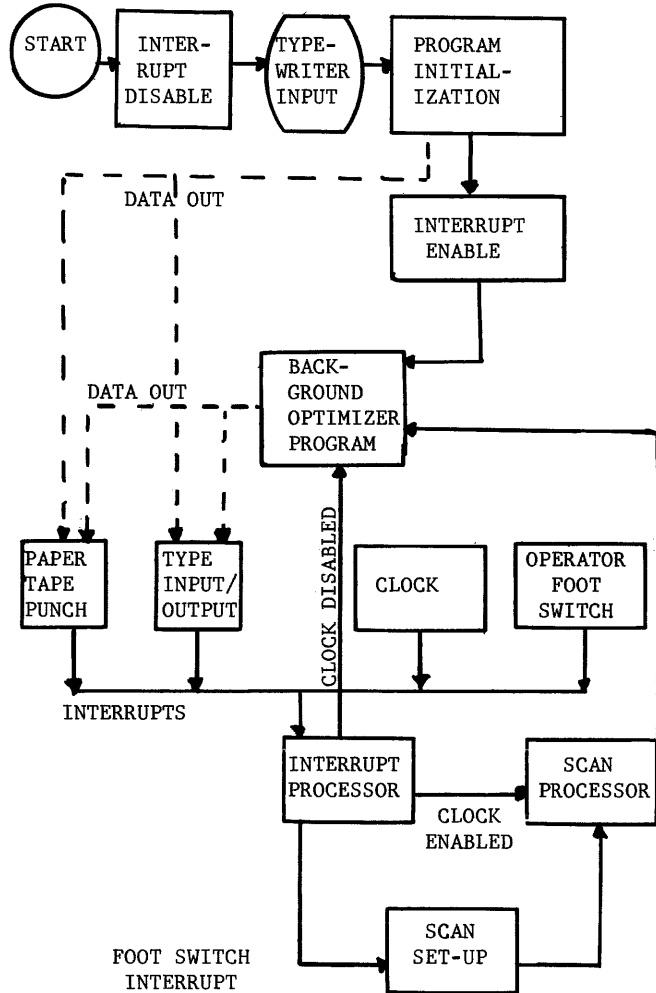 START
INTER-
RUPT
DISABLE
TYPE-
WRITER
INPUT
PROGRAM
INITIAL-
IZATION
DATA OUT
INTERRUPT
ENABLE
DATA OUT
BACK-
GROUND
OPTIMIZER
PROGRAM
PAPER
TAPE
PUNCH
TYPE
INPUT/
OUTPUT
CLOCK DISABLED
CLOCK
OPERATOR
FOOT
SWITCH
INTERRUPTS
INTERRUPT
PROCESSOR
SCAN
PROCESSOR
CLOCK
ENABLED
SCAN
SET-UP
FOOT SWITCH
INTERRUPT